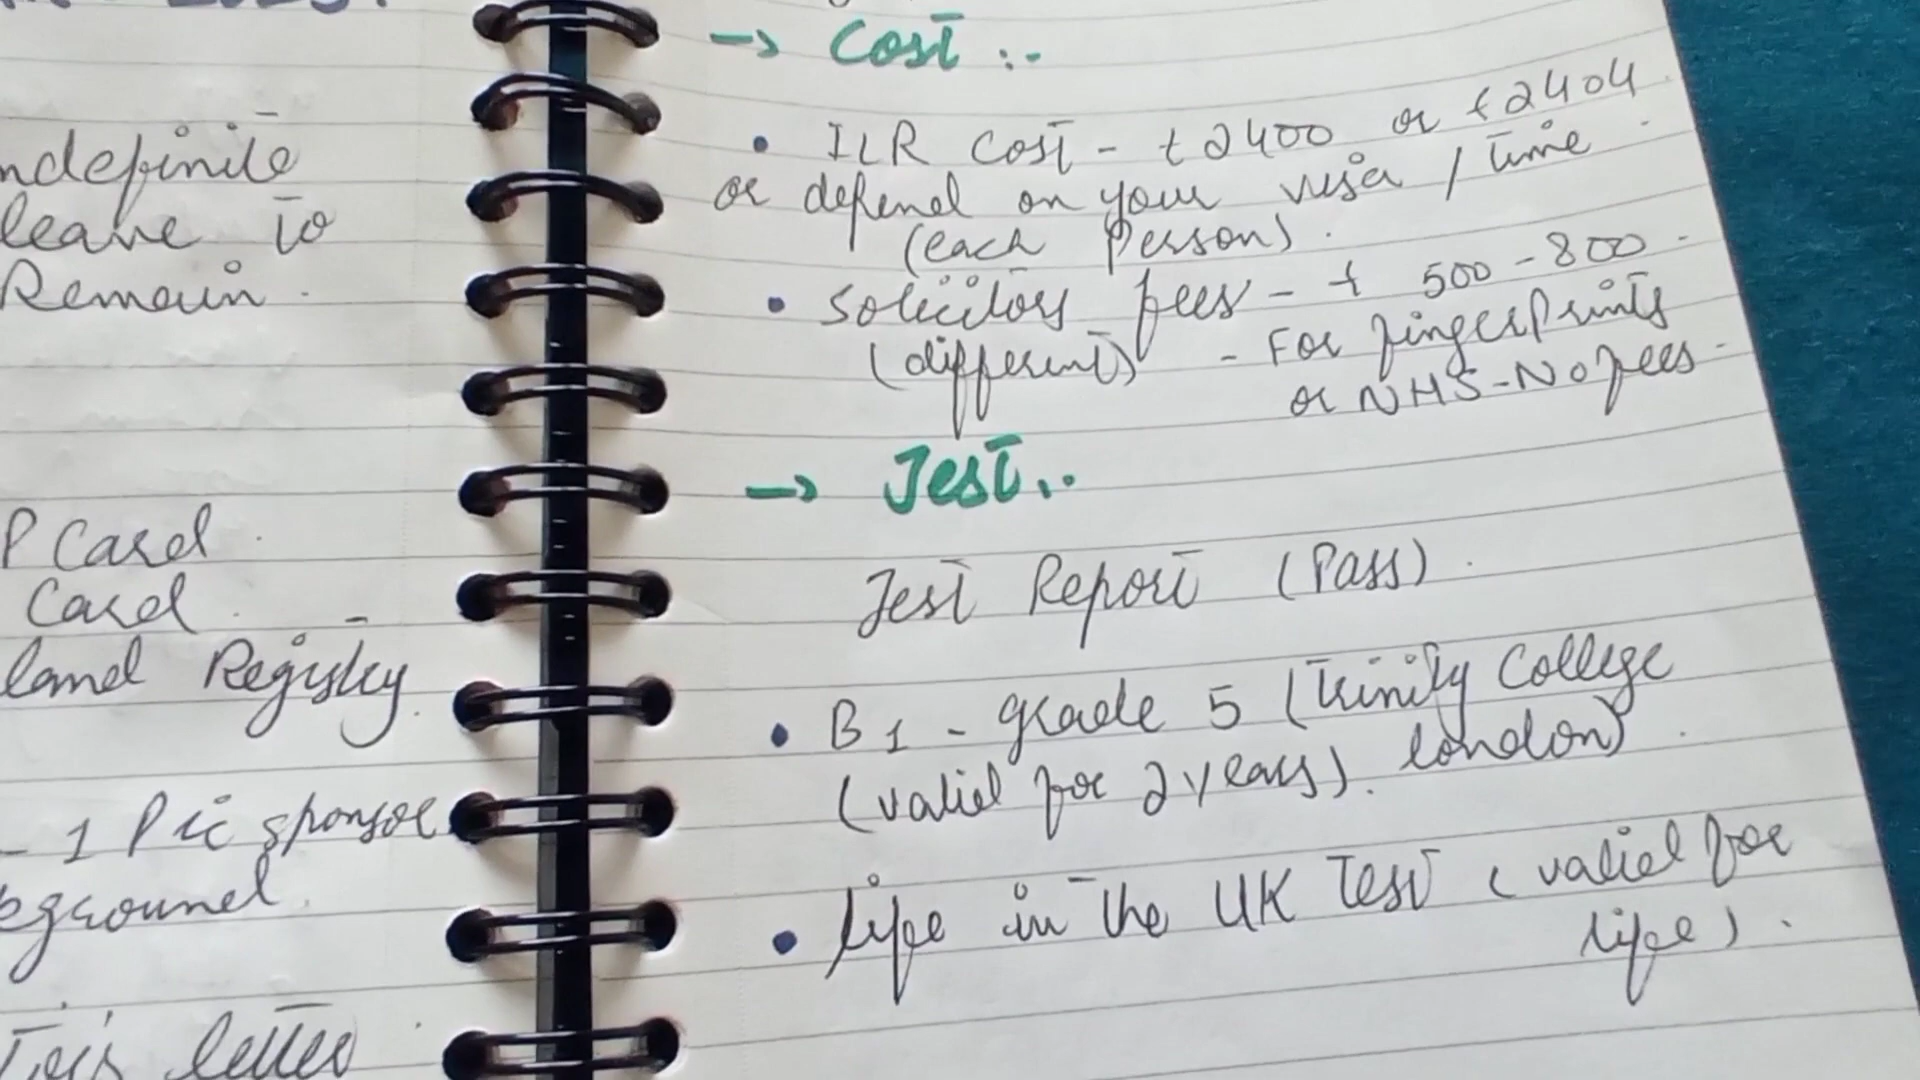 2023.
ndefinite
leave to
Remain.
P Card.
Card.
land Registry.
- 1 Pic sponsor
kground.
letter
→ Cost :-
• ILR Cost - £2400 or £2404.
or depend on your visa / time.
(each person).
• Solicitors fees - £ 500 - 800.
(different) - For fingerprints
or NHS - No fees.
→ Test :-
Test Report (Pass).
• B1 - grade 5 (Trinity College
(valid for 2 years). london).
• life in the UK Test (valid for
life).